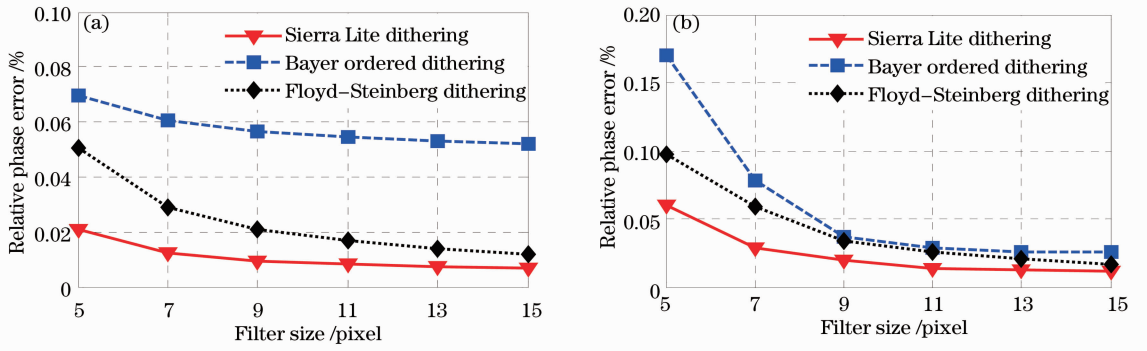 (a)
Sierra Lite dithering
Bayer ordered dithering
Floyd-Steinberg dithering
Relative phase error /%
0.10
0.08
0.06
0.04
0.02
0
5 7 9 11 13 15
Filter size /pixel
(b)
Sierra Lite dithering
Bayer ordered dithering
Floyd-Steinberg dithering
Relative phase error /%
0.20
0.15
0.10
0.05
0
5 7 9 11 13 15
Filter size /pixel